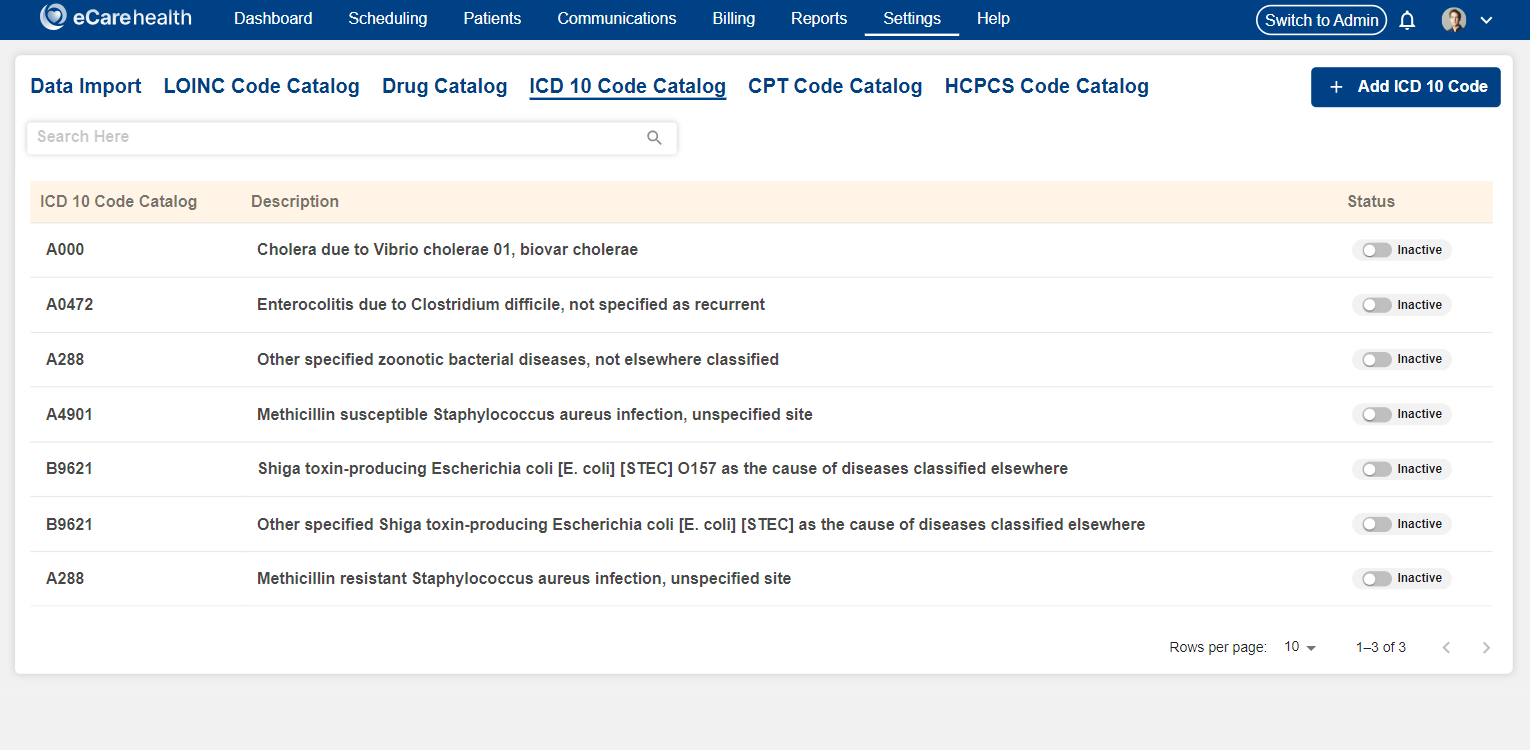 eCarehealth Dashboard Scheduling Patients Communications Billing Reports Settings Help Switch to Admin
Data Import LOINC Code Catalog Drug Catalog ICD 10 Code Catalog CPT Code Catalog HCPCS Code Catalog + Add ICD 10 Code
Search Here
ICD 10 Code Catalog Description Status
A000 Cholera due to Vibrio cholerae 01, biovar cholerae Inactive
A0472 Enterocolitis due to Clostridium difficile, not specified as recurrent Inactive
A288 Other specified zoonotic bacterial diseases, not elsewhere classified Inactive
A4901 Methicillin susceptible Staphylococcus aureus infection, unspecified site Inactive
B9621 Shiga toxin-producing Escherichia coli [E. coli] [STEC] O157 as the cause of diseases classified elsewhere Inactive
B9621 Other specified Shiga toxin-producing Escherichia coli [E. coli] [STEC] as the cause of diseases classified elsewhere Inactive
A288 Methicillin resistant Staphylococcus aureus infection, unspecified site Inactive
Rows per page: 10 1–3 of 3